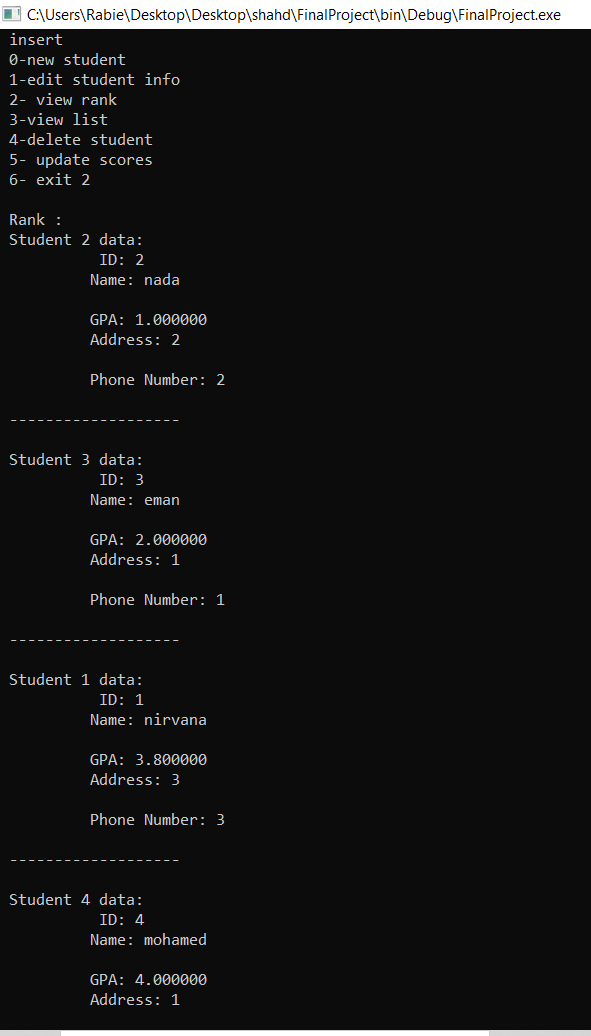 C:\Users\Rabie\Desktop\Desktop\shahd\FinalProject\bin\Debug\FinalProject.exe
insert
0-new student
1-edit student info
2- view rank
3-view list
4-delete student
5- update scores
6- exit 2
Rank :
Student 2 data:
ID: 2
Name: nada
GPA: 1.000000
Address: 2
Phone Number: 2
-------------------
Student 3 data:
ID: 3
Name: eman
GPA: 2.000000
Address: 1
Phone Number: 1
-------------------
Student 1 data:
ID: 1
Name: nirvana
GPA: 3.800000
Address: 3
Phone Number: 3
-------------------
Student 4 data:
ID: 4
Name: mohamed
GPA: 4.000000
Address: 1